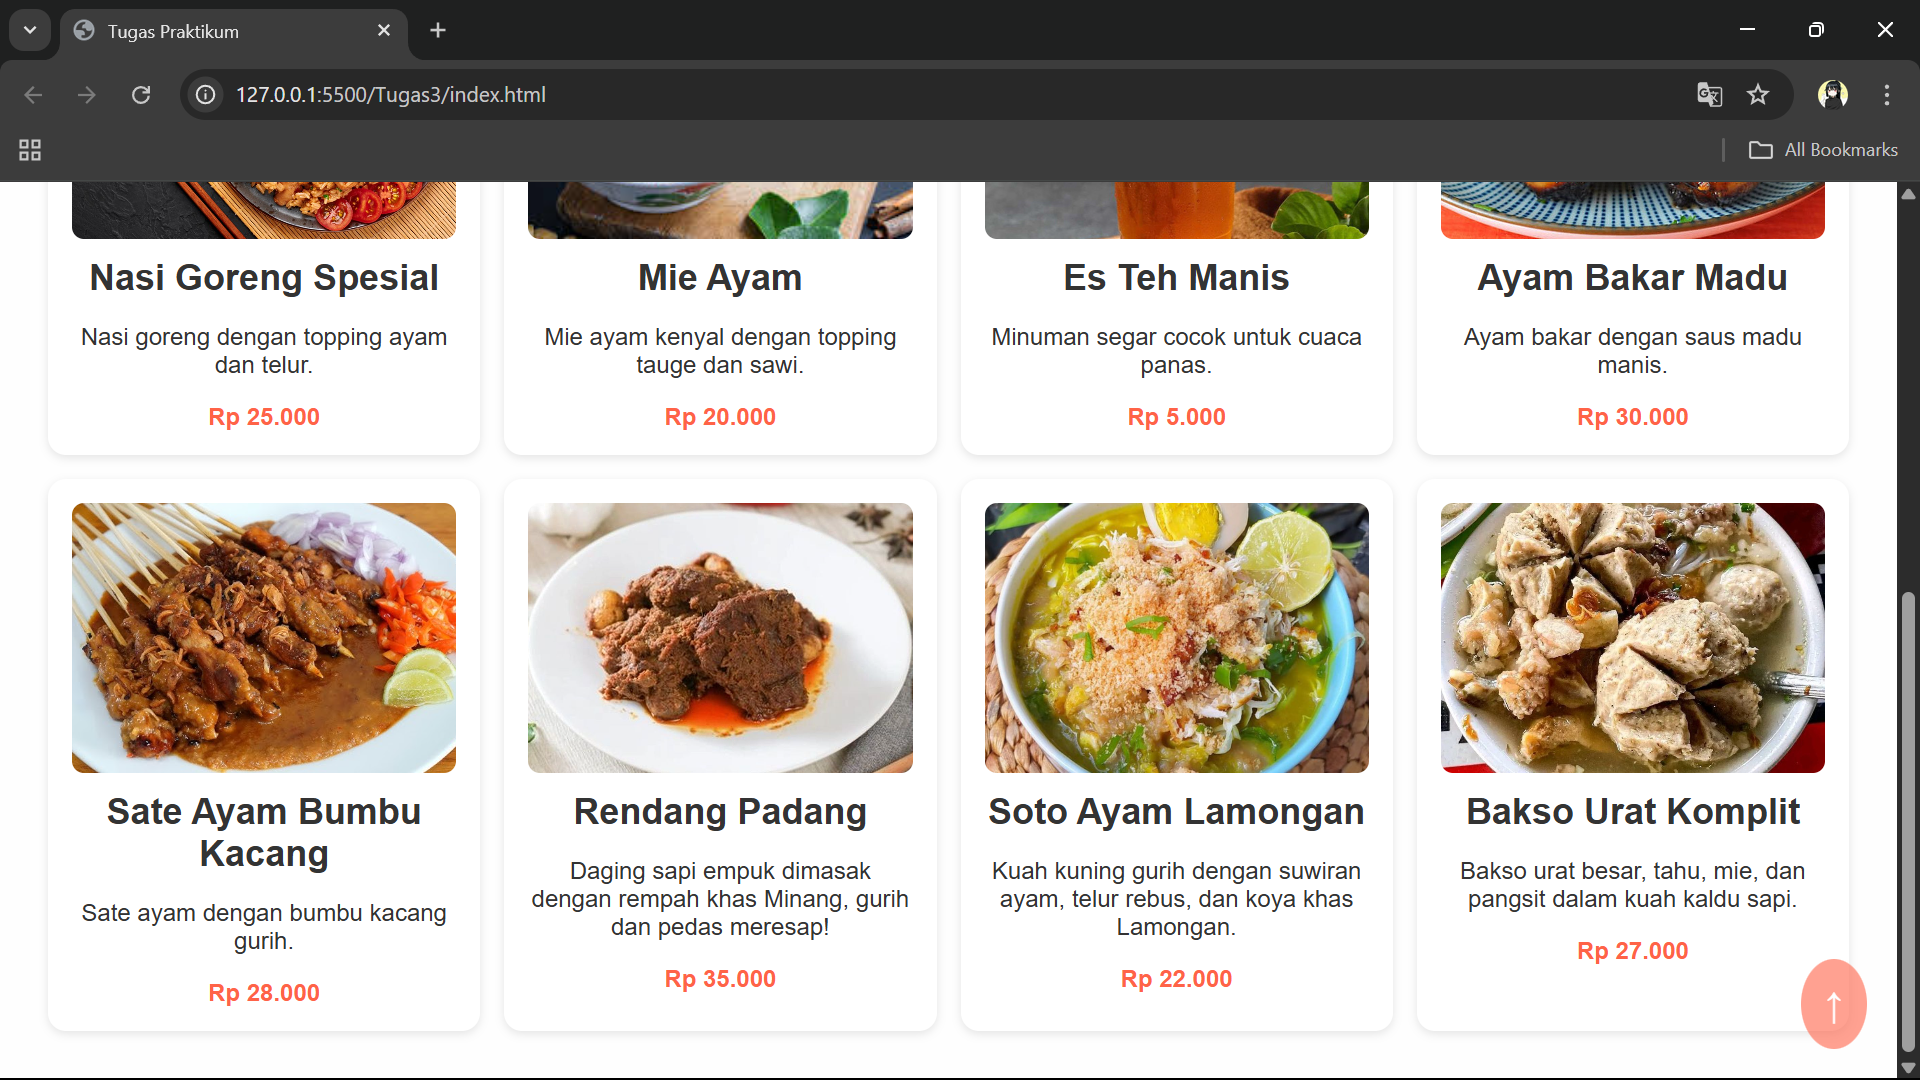 Tugas Praktikum
127.0.0.1:5500/Tugas3/index.html
All Bookmarks
Nasi Goreng Spesial
Nasi goreng dengan topping ayam
dan telur.
Rp 25.000
Mie Ayam
Mie ayam kenyal dengan topping
tauge dan sawi.
Rp 20.000
Es Teh Manis
Minuman segar cocok untuk cuaca
panas.
Rp 5.000
Ayam Bakar Madu
Ayam bakar dengan saus madu
manis.
Rp 30.000
Sate Ayam Bumbu
Kacang
Sate ayam dengan bumbu kacang
gurih.
Rp 28.000
Rendang Padang
Daging sapi empuk dimasak
dengan rempah khas Minang, gurih
dan pedas meresap!
Rp 35.000
Soto Ayam Lamongan
Kuah kuning gurih dengan suwiran
ayam, telur rebus, dan koya khas
Lamongan.
Rp 22.000
Bakso Urat Komplit
Bakso urat besar, tahu, mie, dan
pangsit dalam kuah kaldu sapi.
Rp 27.000
↑